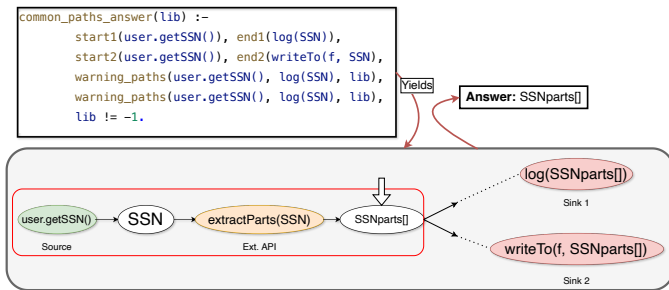 common_paths_answer(lib) :-
start1(user.getSSN()), end1(log(SSN)),
start2(user.getSSN()), end2(writeTo(f, SSN),
warning_paths(user.getSSN(), log(SSN), lib),
warning_paths(user.getSSN(), log(SSN), lib),
lib != -1.
Yields
Answer: SSNparts[]
user.getSSN()
SSN
extractParts(SSN)
SSNparts[]
log(SSNparts[])
Sink 1
Source
Ext. API
writeTo(f, SSNparts[])
Sink 2